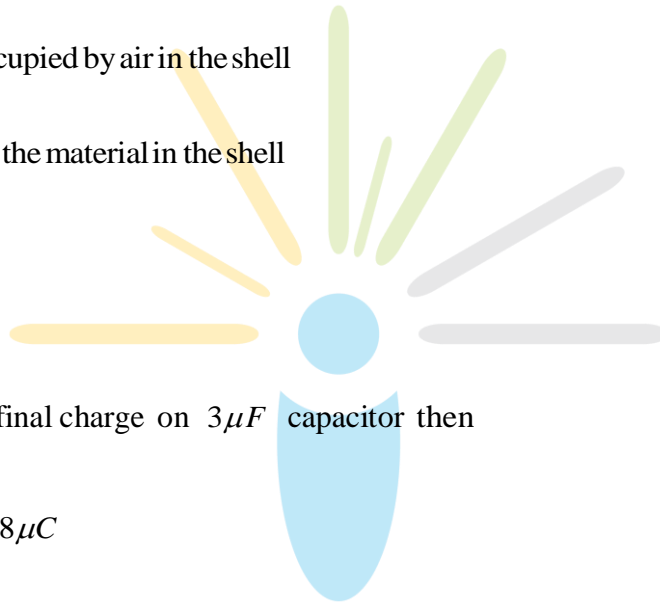 cupied by air in the shell
the material in the shell
final charge on 3μF capacitor then
8μC